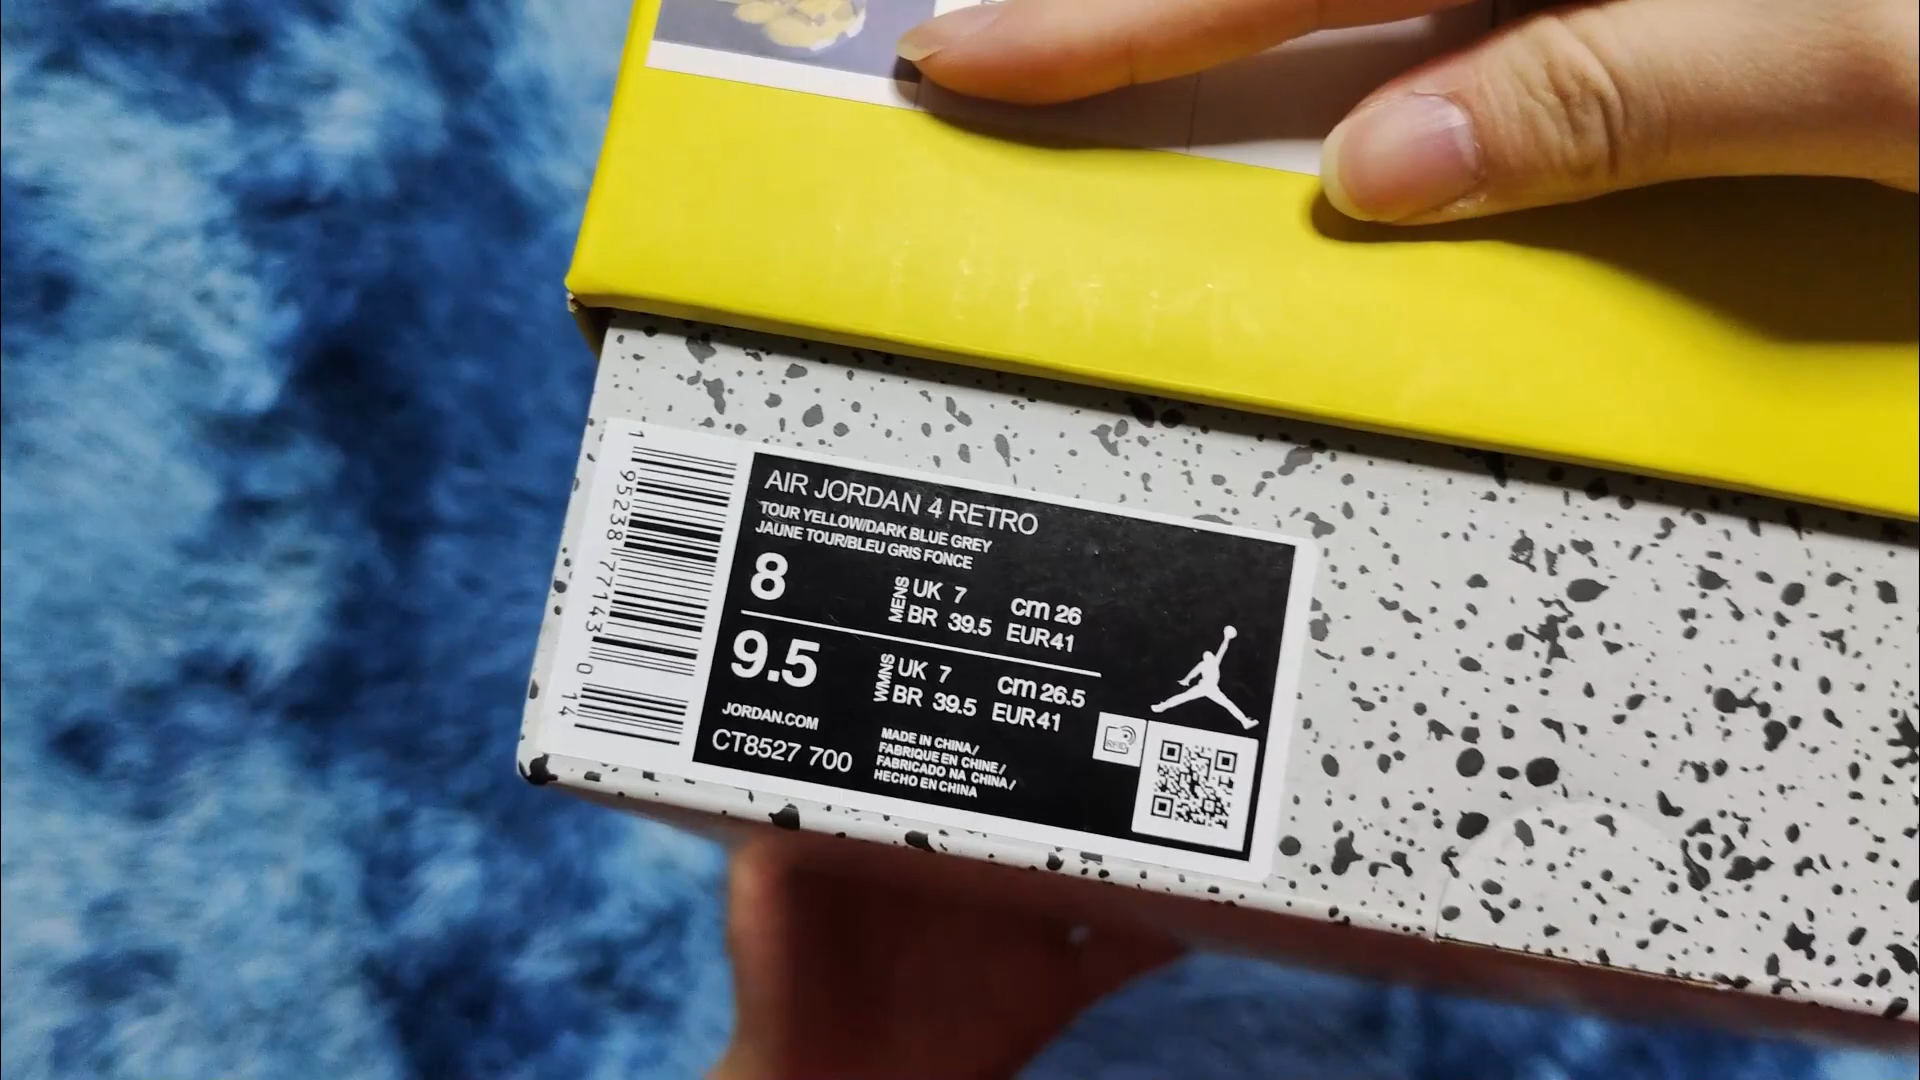 AIR JORDAN 4 RETRO
TOUR YELLOW/DARK BLUE GREY
JAUNE TOUR/BLEU GRIS FONCE
8 MENS UK 7 cm 26
BR 39.5 EUR41
9.5 WMNS UK 7 cm 26.5
BR 39.5 EUR41
JORDAN.COM
CT8527 700
MADE IN CHINA/
FABRIQUE EN CHINE/
FABRICADO NA CHINA/
HECHO EN CHINA
RFID
1 95238 77143 0 14